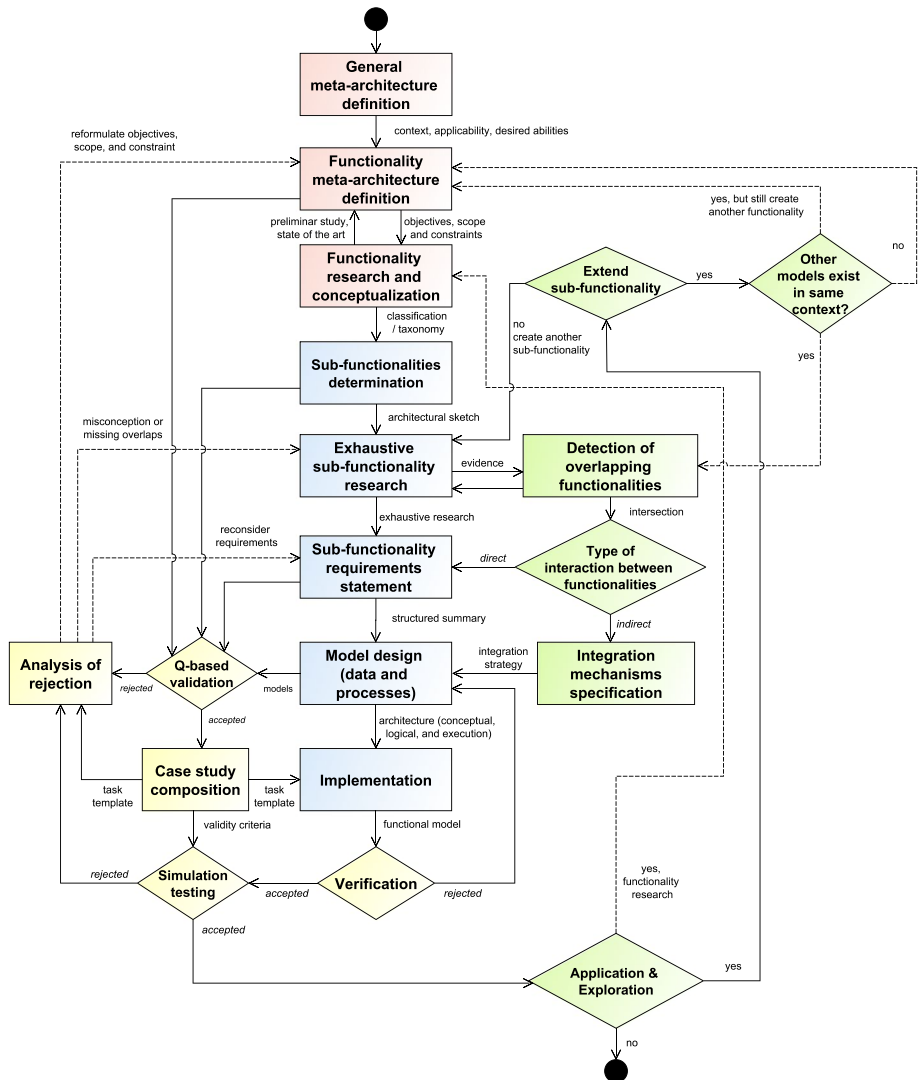 General
meta-architecture
definition
context, applicability, desired abilities
reformulate objectives,
scope, and constraint
Functionality
meta-architecture
definition
yes, but still create
another functionality
preliminar study,
state of the art
objectives, scope
and constraints
no
Functionality
research and
conceptualization
Extend
sub-functionality
yes
Other
models exist
in same
context?
classification
/ taxonomy
no
create another
sub-functionality
yes
Sub-functionalities
determination
architectural sketch
misconception or
missing overlaps
Exhaustive
sub-functionality
research
evidence
Detection of
overlapping
functionalities
exhaustive research
intersection
reconsider
requirements
Sub-functionality
requirements
statement
direct
Type of
interaction between
functionalities
structured summary
indirect
Analysis of
rejection
rejected
Q-based
validation
models
Model design
(data and
processes)
integration
strategy
Integration
mechanisms
specification
accepted
architecture (conceptual,
logical, and execution)
Case study
composition
Implementation
task
template
task
template
validity criteria
functional model
rejected
Simulation
testing
accepted
Verification
rejected
yes,
functionality
research
accepted
Application &
Exploration
yes
no